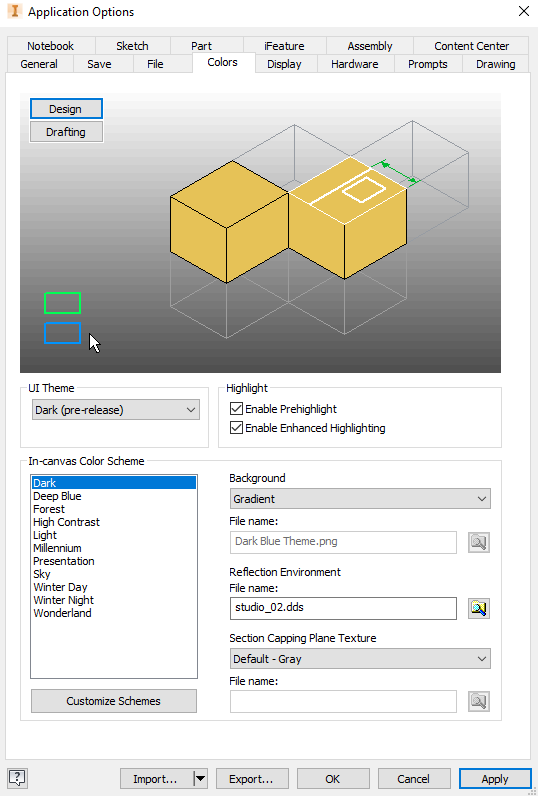 Application Options
Notebook Sketch Part iFeature Assembly Content Center
General Save File Colors Display Hardware Prompts Drawing
Design
Drafting
UI Theme
Dark (pre-release)
Highlight
Enable Prehighlight
Enable Enhanced Highlighting
In-canvas Color Scheme
Dark
Deep Blue
Forest
High Contrast
Light
Millennium
Presentation
Sky
Winter Day
Winter Night
Wonderland
Customize Schemes
Background
Gradient
File name:
Dark Blue Theme.png
Reflection Environment
File name:
studio_02.dds
Section Capping Plane Texture
Default - Gray
File name:
Import... Export... OK Cancel Apply